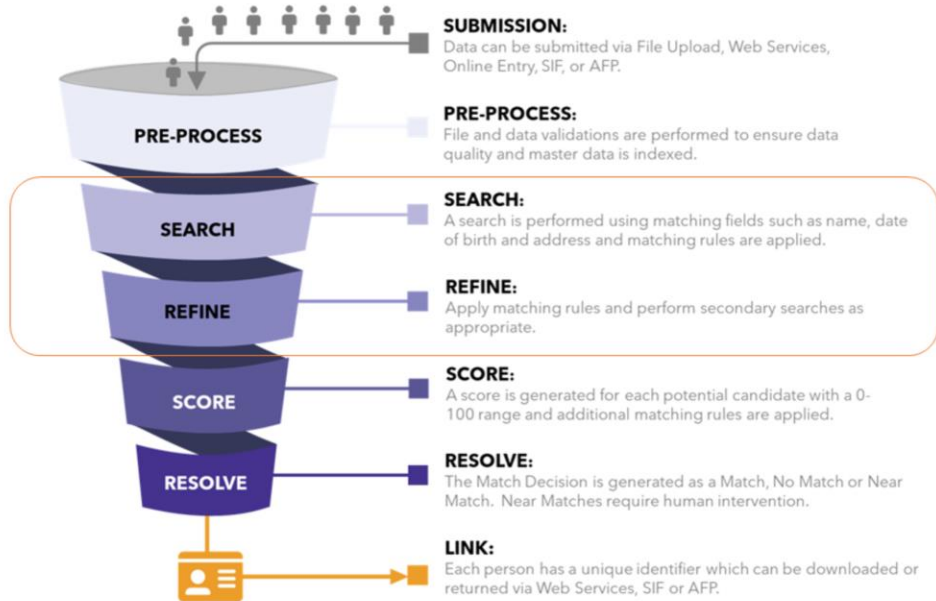 SUBMISSION:
Data can be submitted via File Upload, Web Services,
Online Entry, SIF, or AFP.
PRE-PROCESS
PRE-PROCESS:
File and data validations are performed to ensure data
quality and master data is indexed.
SEARCH
SEARCH:
A search is performed using matching fields such as name, date
of birth and address and matching rules are applied.
REFINE
REFINE:
Apply matching rules and perform secondary searches as
appropriate.
SCORE
SCORE:
A score is generated for each potential candidate with a 0-
100 range and additional matching rules are applied.
RESOLVE
RESOLVE:
The Match Decision is generated as a Match, No Match or Near
Match. Near Matches require human intervention.
LINK:
Each person has a unique identifier which can be downloaded or
returned via Web Services, SIF or AFP.